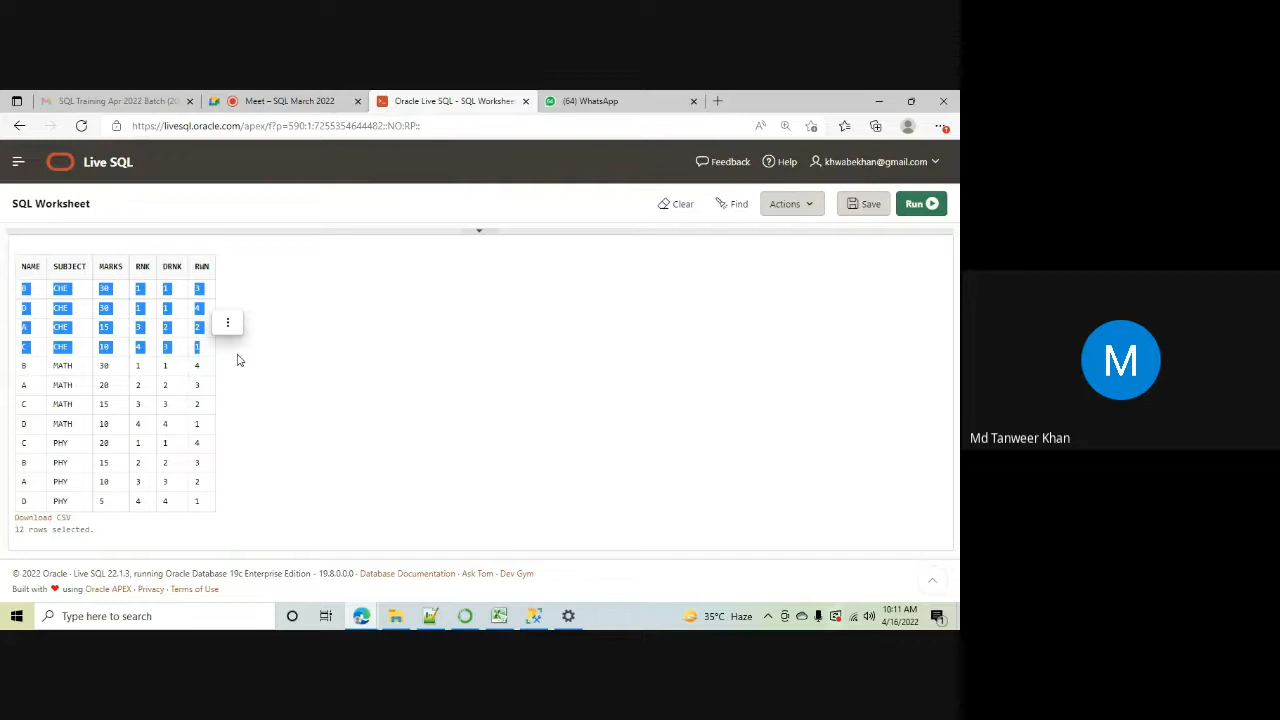 SQL Training Apr 2022 Batch (20 Meet – SQL March 2022 Oracle Live SQL - SQL Workshee (64) WhatsApp
https://livesql.oracle.com/apex/f?p=590:1:7255354644482::NO:RP::
Live SQL Feedback Help khwabekhan@gmail.com
SQL Worksheet Clear Find Actions Save Run
NAME SUBJECT MARKS RNK DRNK RWN
B CHE 30 1 1 3
D CHE 30 1 1 4
A CHE 15 3 2 2
C CHE 10 4 3 1
B MATH 30 1 1 4
A MATH 20 2 2 3
C MATH 15 3 3 2
D MATH 10 4 4 1
C PHY 20 1 1 4
B PHY 15 2 2 3
A PHY 10 3 3 2
D PHY 5 4 4 1
Download CSV
12 rows selected.
© 2022 Oracle · Live SQL 22.1.3, running Oracle Database 19c Enterprise Edition - 19.8.0.0.0 · Database Documentation · Ask Tom · Dev Gym
Built with ❤ using Oracle APEX · Privacy · Terms of Use
Type here to search 35°C Haze 10:11 AM
4/16/2022
1
M
Md Tanweer Khan